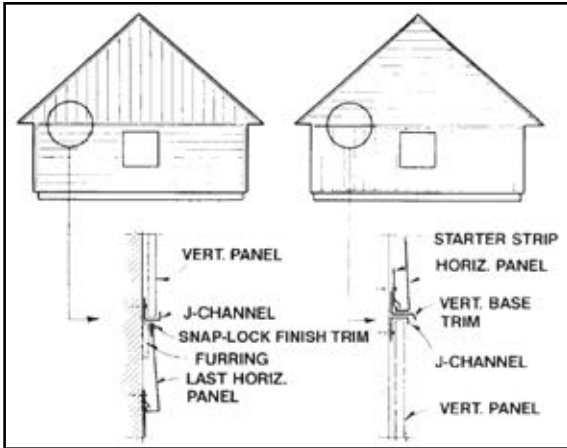 VERT. PANEL
J-CHANNEL
SNAP-LOCK FINISH TRIM
FURRING
LAST HORIZ.
PANEL
STARTER STRIP
HORIZ. PANEL
VERT. BASE
TRIM
J-CHANNEL
VERT. PANEL